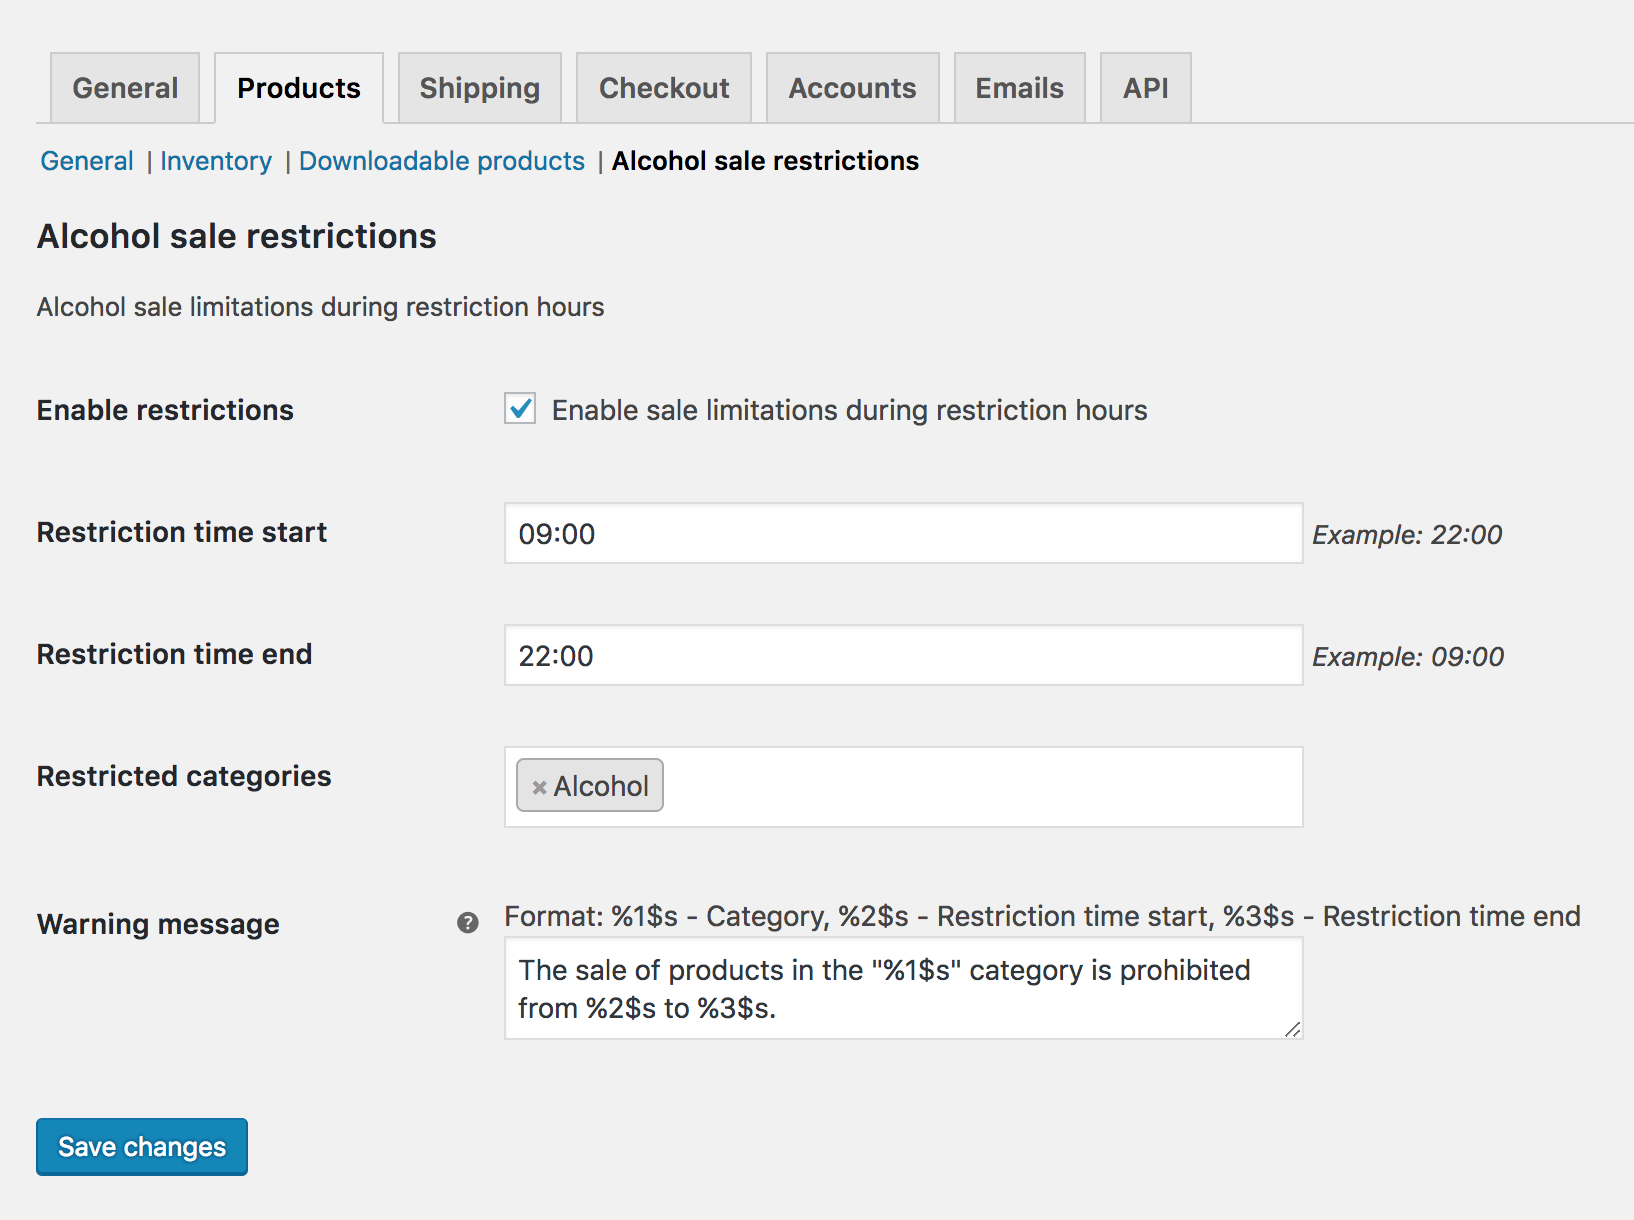 General Products Shipping Checkout Accounts Emails API
General | Inventory | Downloadable products | Alcohol sale restrictions
Alcohol sale restrictions
Alcohol sale limitations during restriction hours
Enable restrictions Enable sale limitations during restriction hours
Restriction time start 09:00 Example: 22:00
Restriction time end 22:00 Example: 09:00
Restricted categories × Alcohol
Warning message ? Format: %1$s - Category, %2$s - Restriction time start, %3$s - Restriction time end
The sale of products in the "%1$s" category is prohibited
from %2$s to %3$s.
Save changes